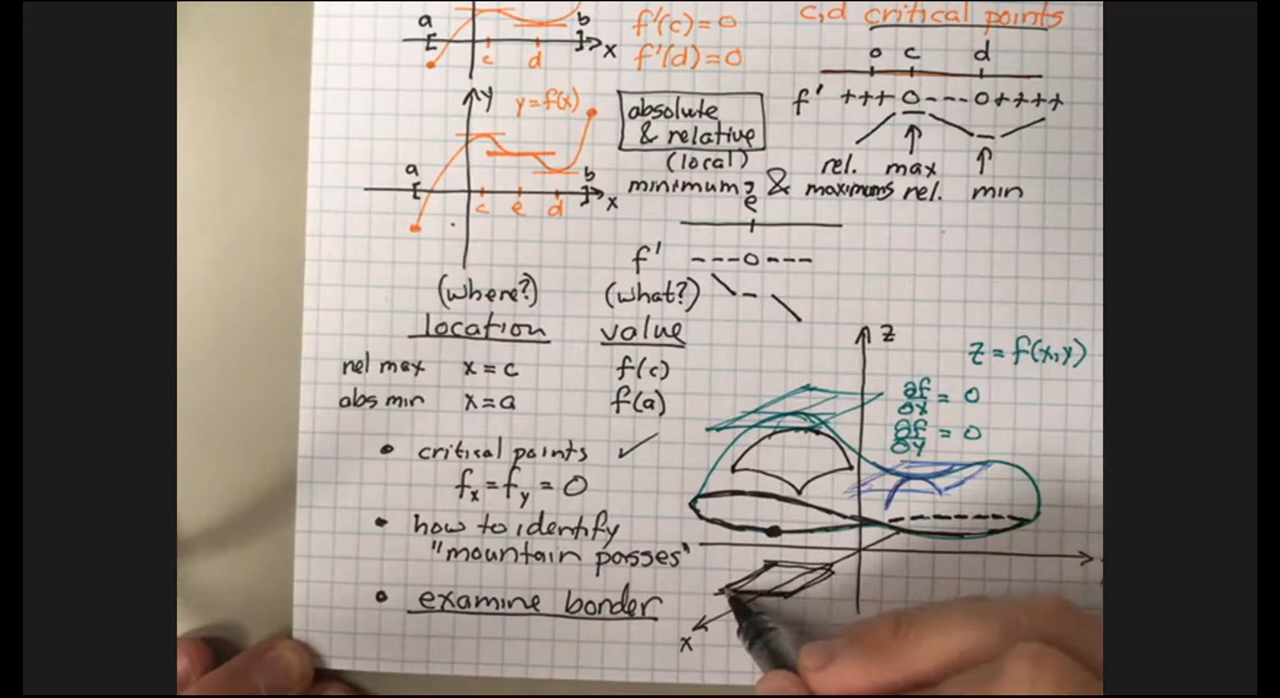 c,d critical points
f'(c)=0
a b
c d x
f'(d)=0
o c d
f' +++0---0++++
rel. max rel. min
y
y=f(x)
a b
c e d x
absolute
& relative
(local)
minimum? & maximums
e
f' ---0---
(where?) (what?)
location value
rel max x=c f(c)
abs min x=a f(a)
• critical points ✓
fx = fy = 0
• how to identify
"mountain passes"
• examine border
z
z = f(x,y)
∂f/∂x = 0
∂f/∂y = 0
x